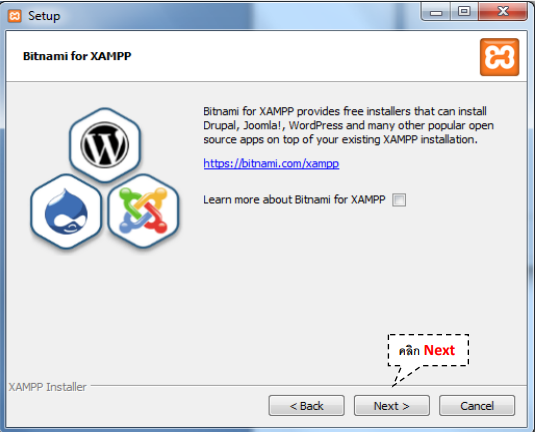 Setup
Bitnami for XAMPP
Bitnami for XAMPP provides free installers that can install
Drupal, Joomla!, WordPress and many other popular open
source apps on top of your existing XAMPP installation.
https://bitnami.com/xampp
Learn more about Bitnami for XAMPP
คลิก Next
XAMPP Installer
< Back
Next >
Cancel